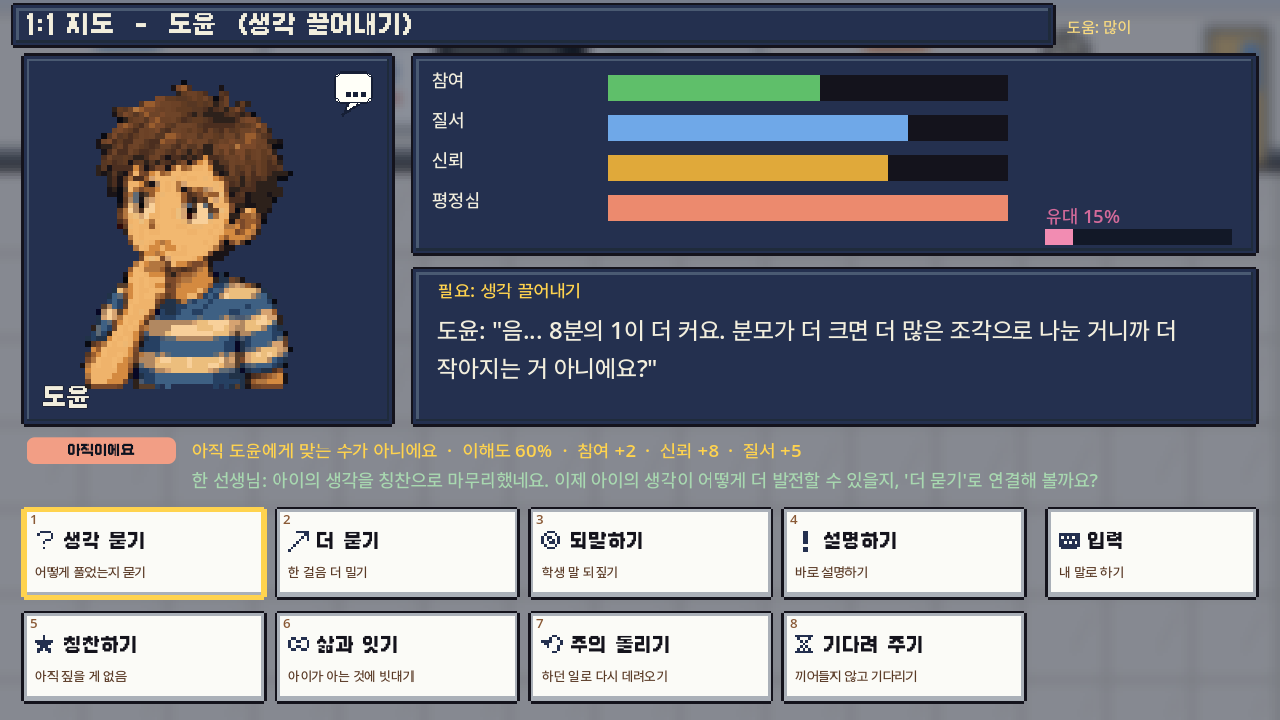 1:1 지도 - 도윤 (생각 끌어내기)
도움: 많이
...
도윤
참여
질서
신뢰
평정심
유대 15%
필요: 생각 끌어내기
도윤: "음... 8분의 1이 더 커요. 분모가 더 크면 더 많은 조각으로 나눈 거니까 더
작아지는 거 아니에요?"
아직이에요
아직 도윤에게 맞는 수가 아니에요 · 이해도 60% · 참여 +2 · 신뢰 +8 · 질서 +5
한 선생님: 아이의 생각을 칭찬으로 마무리했네요. 이제 아이의 생각이 어떻게 더 발전할 수 있을지, '더 묻기'로 연결해 볼까요?
1
? 생각 묻기
어떻게 풀었는지 묻기
2
더 묻기
한 걸음 더 밀기
3
되말하기
학생 말 되짚기
4
! 설명하기
바로 설명하기
입력
내 말로 하기
5
칭찬하기
아직 짚을 게 없음
6
삶과 잇기
아이가 아는 것에 빗대기
7
주의 돌리기
하던 일로 다시 데려오기
8
기다려 주기
끼어들지 않고 기다리기